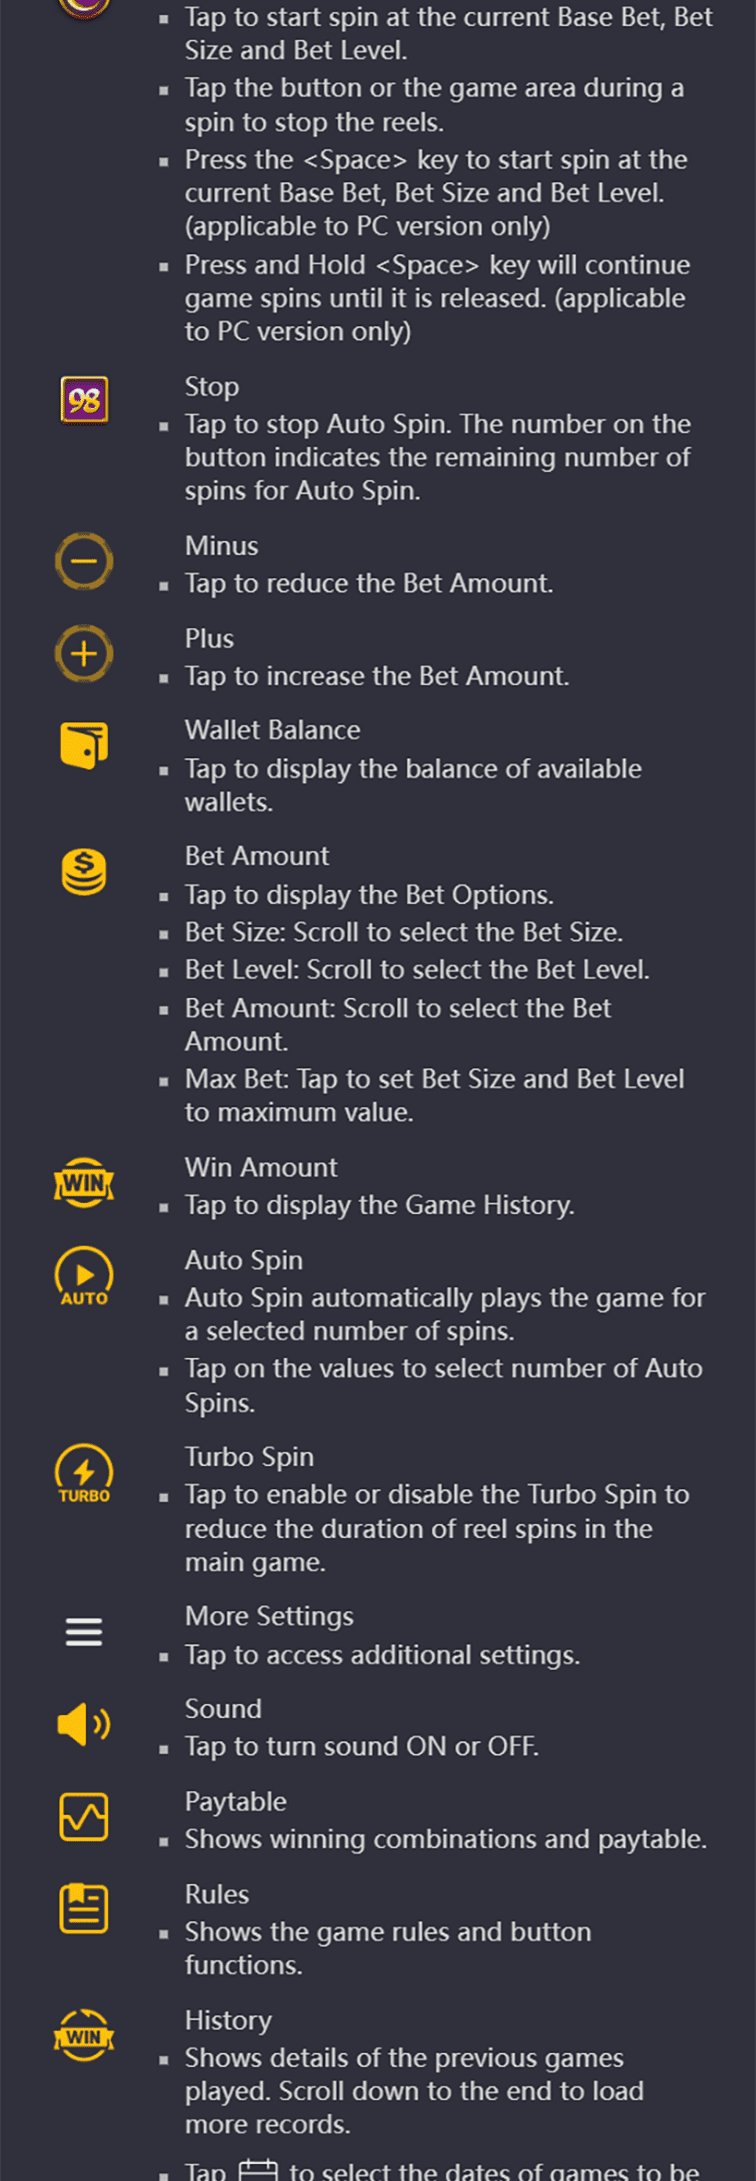 Tap to start spin at the current Base Bet, Bet
Size and Bet Level.
Tap the button or the game area during a
spin to stop the reels.
Press the <Space> key to start spin at the
current Base Bet, Bet Size and Bet Level.
(applicable to PC version only)
Press and Hold <Space> key will continue
game spins until it is released. (applicable
to PC version only)
98
Stop
Tap to stop Auto Spin. The number on the
button indicates the remaining number of
spins for Auto Spin.
Minus
Tap to reduce the Bet Amount.
Plus
Tap to increase the Bet Amount.
Wallet Balance
Tap to display the balance of available
wallets.
$
Bet Amount
Tap to display the Bet Options.
Bet Size: Scroll to select the Bet Size.
Bet Level: Scroll to select the Bet Level.
Bet Amount: Scroll to select the Bet
Amount.
Max Bet: Tap to set Bet Size and Bet Level
to maximum value.
WIN
Win Amount
Tap to display the Game History.
AUTO
Auto Spin
Auto Spin automatically plays the game for
a selected number of spins.
Tap on the values to select number of Auto
Spins.
TURBO
Turbo Spin
Tap to enable or disable the Turbo Spin to
reduce the duration of reel spins in the
main game.
More Settings
Tap to access additional settings.
Sound
Tap to turn sound ON or OFF.
Paytable
Shows winning combinations and paytable.
Rules
Shows the game rules and button
functions.
WIN
History
Shows details of the previous games
played. Scroll down to the end to load
more records.
Tap to select the dates of games to be